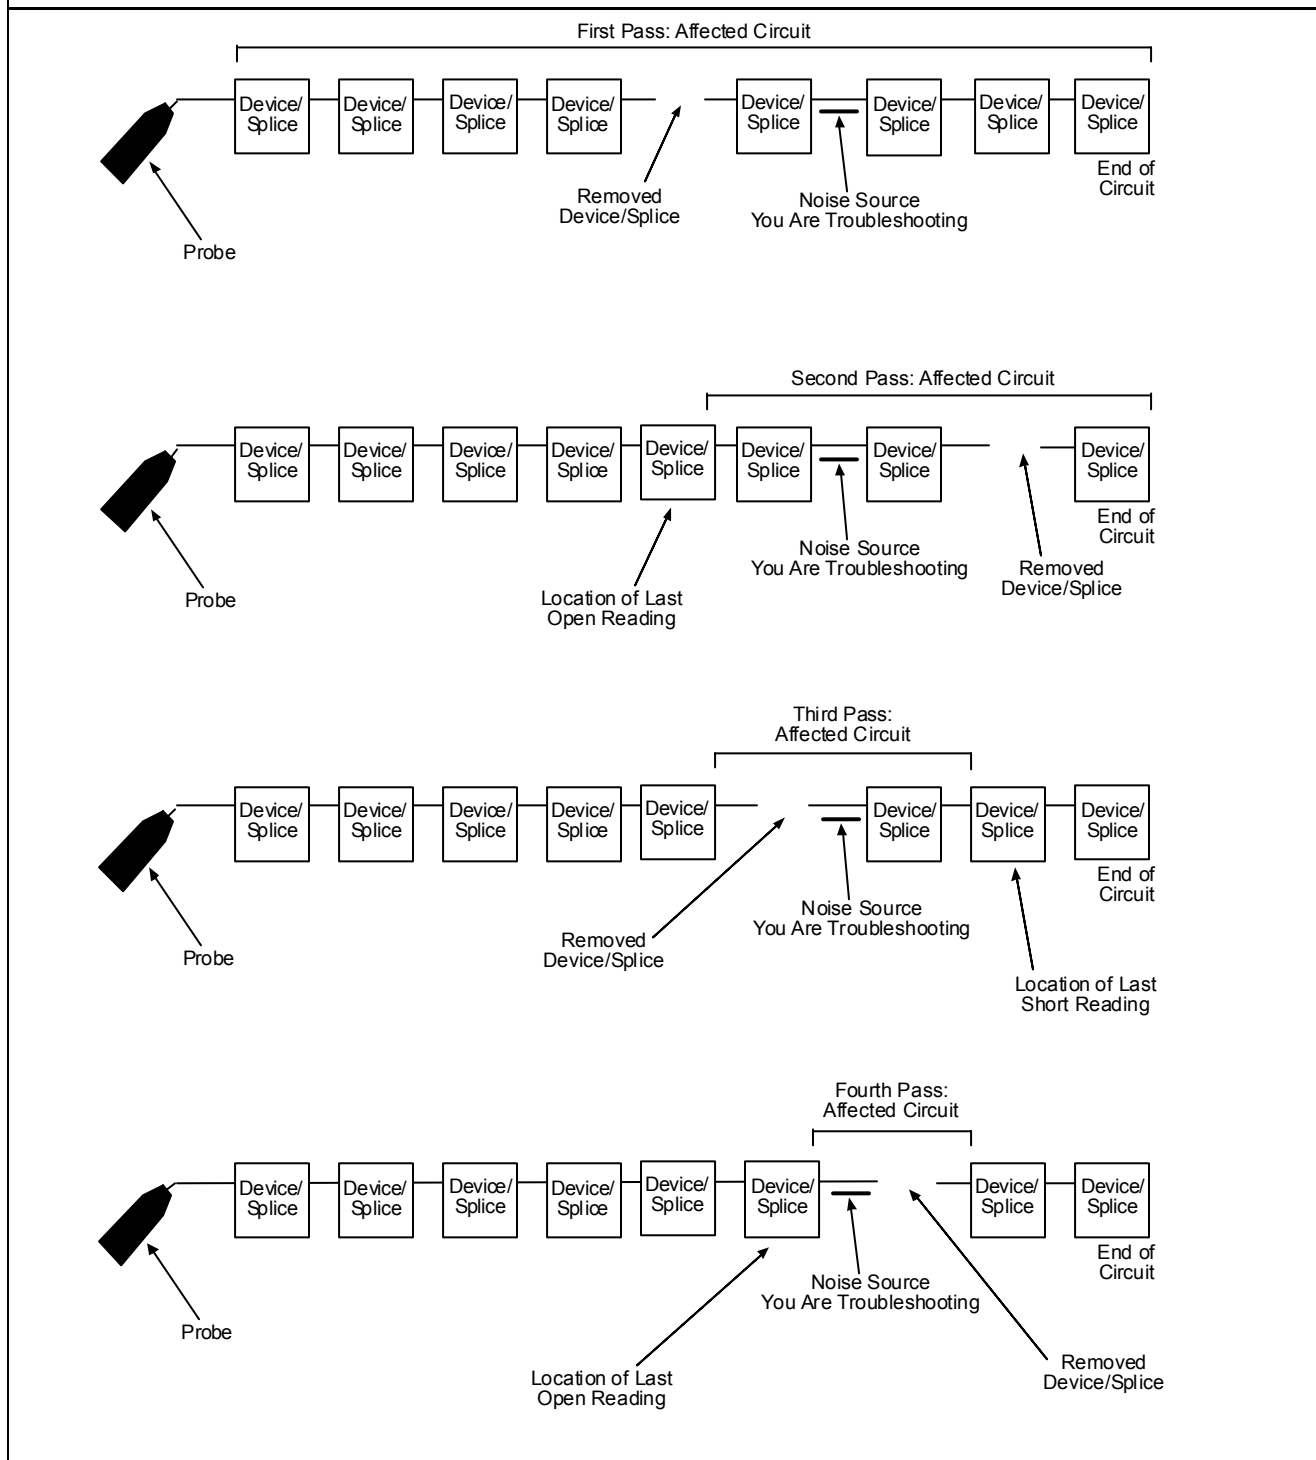 First Pass: Affected Circuit
Device/ Device/ Device/ Device/ Device/ Device/ Device/ Device/
Splice Splice Splice Splice Splice Splice Splice Splice
End of
Circuit
Removed
Device/Splice
Noise Source
You Are Troubleshooting
Probe
Second Pass: Affected Circuit
Device/ Device/ Device/ Device/ Device/ Device/ Device/ Device/
Splice Splice Splice Splice Splice Splice Splice Splice
End of
Circuit
Noise Source
You Are Troubleshooting
Removed
Device/Splice
Probe
Location of Last
Open Reading
Third Pass:
Affected Circuit
Device/ Device/ Device/ Device/ Device/ Device/ Device/ Device/
Splice Splice Splice Splice Splice Splice Splice Splice
End of
Circuit
Noise Source
You Are Troubleshooting
Removed
Device/Splice
Probe
Location of Last
Short Reading
Fourth Pass:
Affected Circuit
Device/ Device/ Device/ Device/ Device/ Device/ Device/ Device/
Splice Splice Splice Splice Splice Splice Splice Splice
End of
Circuit
Noise Source
You Are Troubleshooting
Probe
Removed
Device/Splice
Location of Last
Open Reading